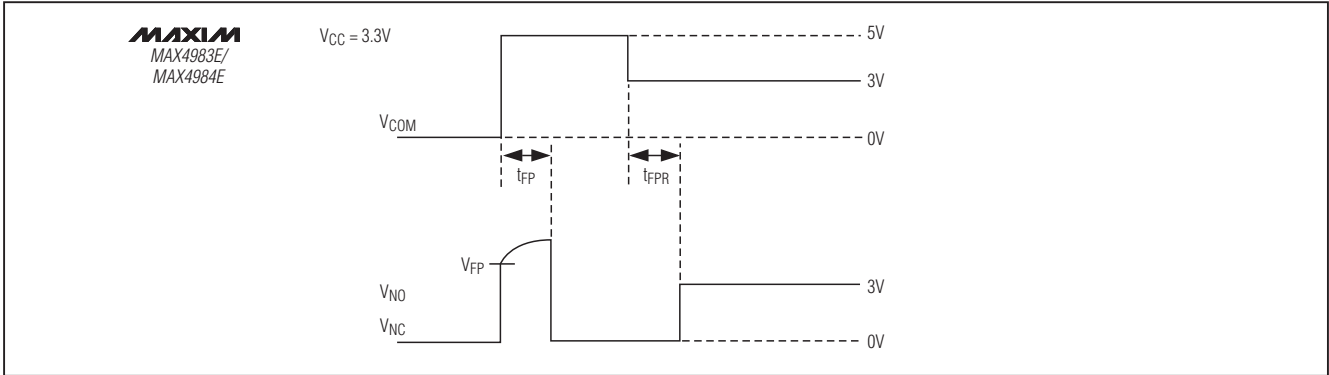 MAXIM
MAX4983E/
MAX4984E
VCC = 3.3V
5V
3V
VCOM
0V
tFP
tFPR
VFP
VNO
3V
VNC
0V